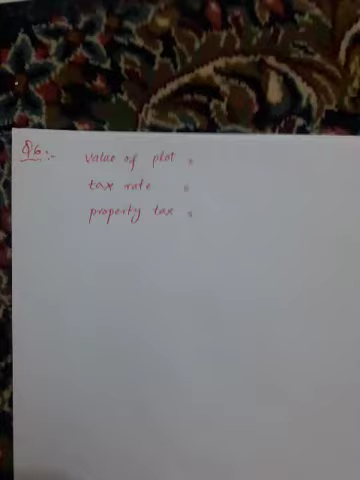 Q6:-
value of plot =
tax rate =
property tax =